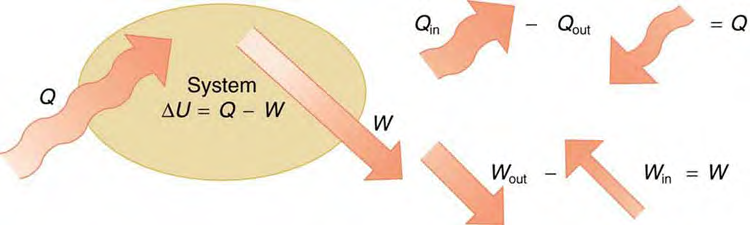 Q
System
ΔU = Q − W
W
Qin − Qout = Q
Wout − Win = W